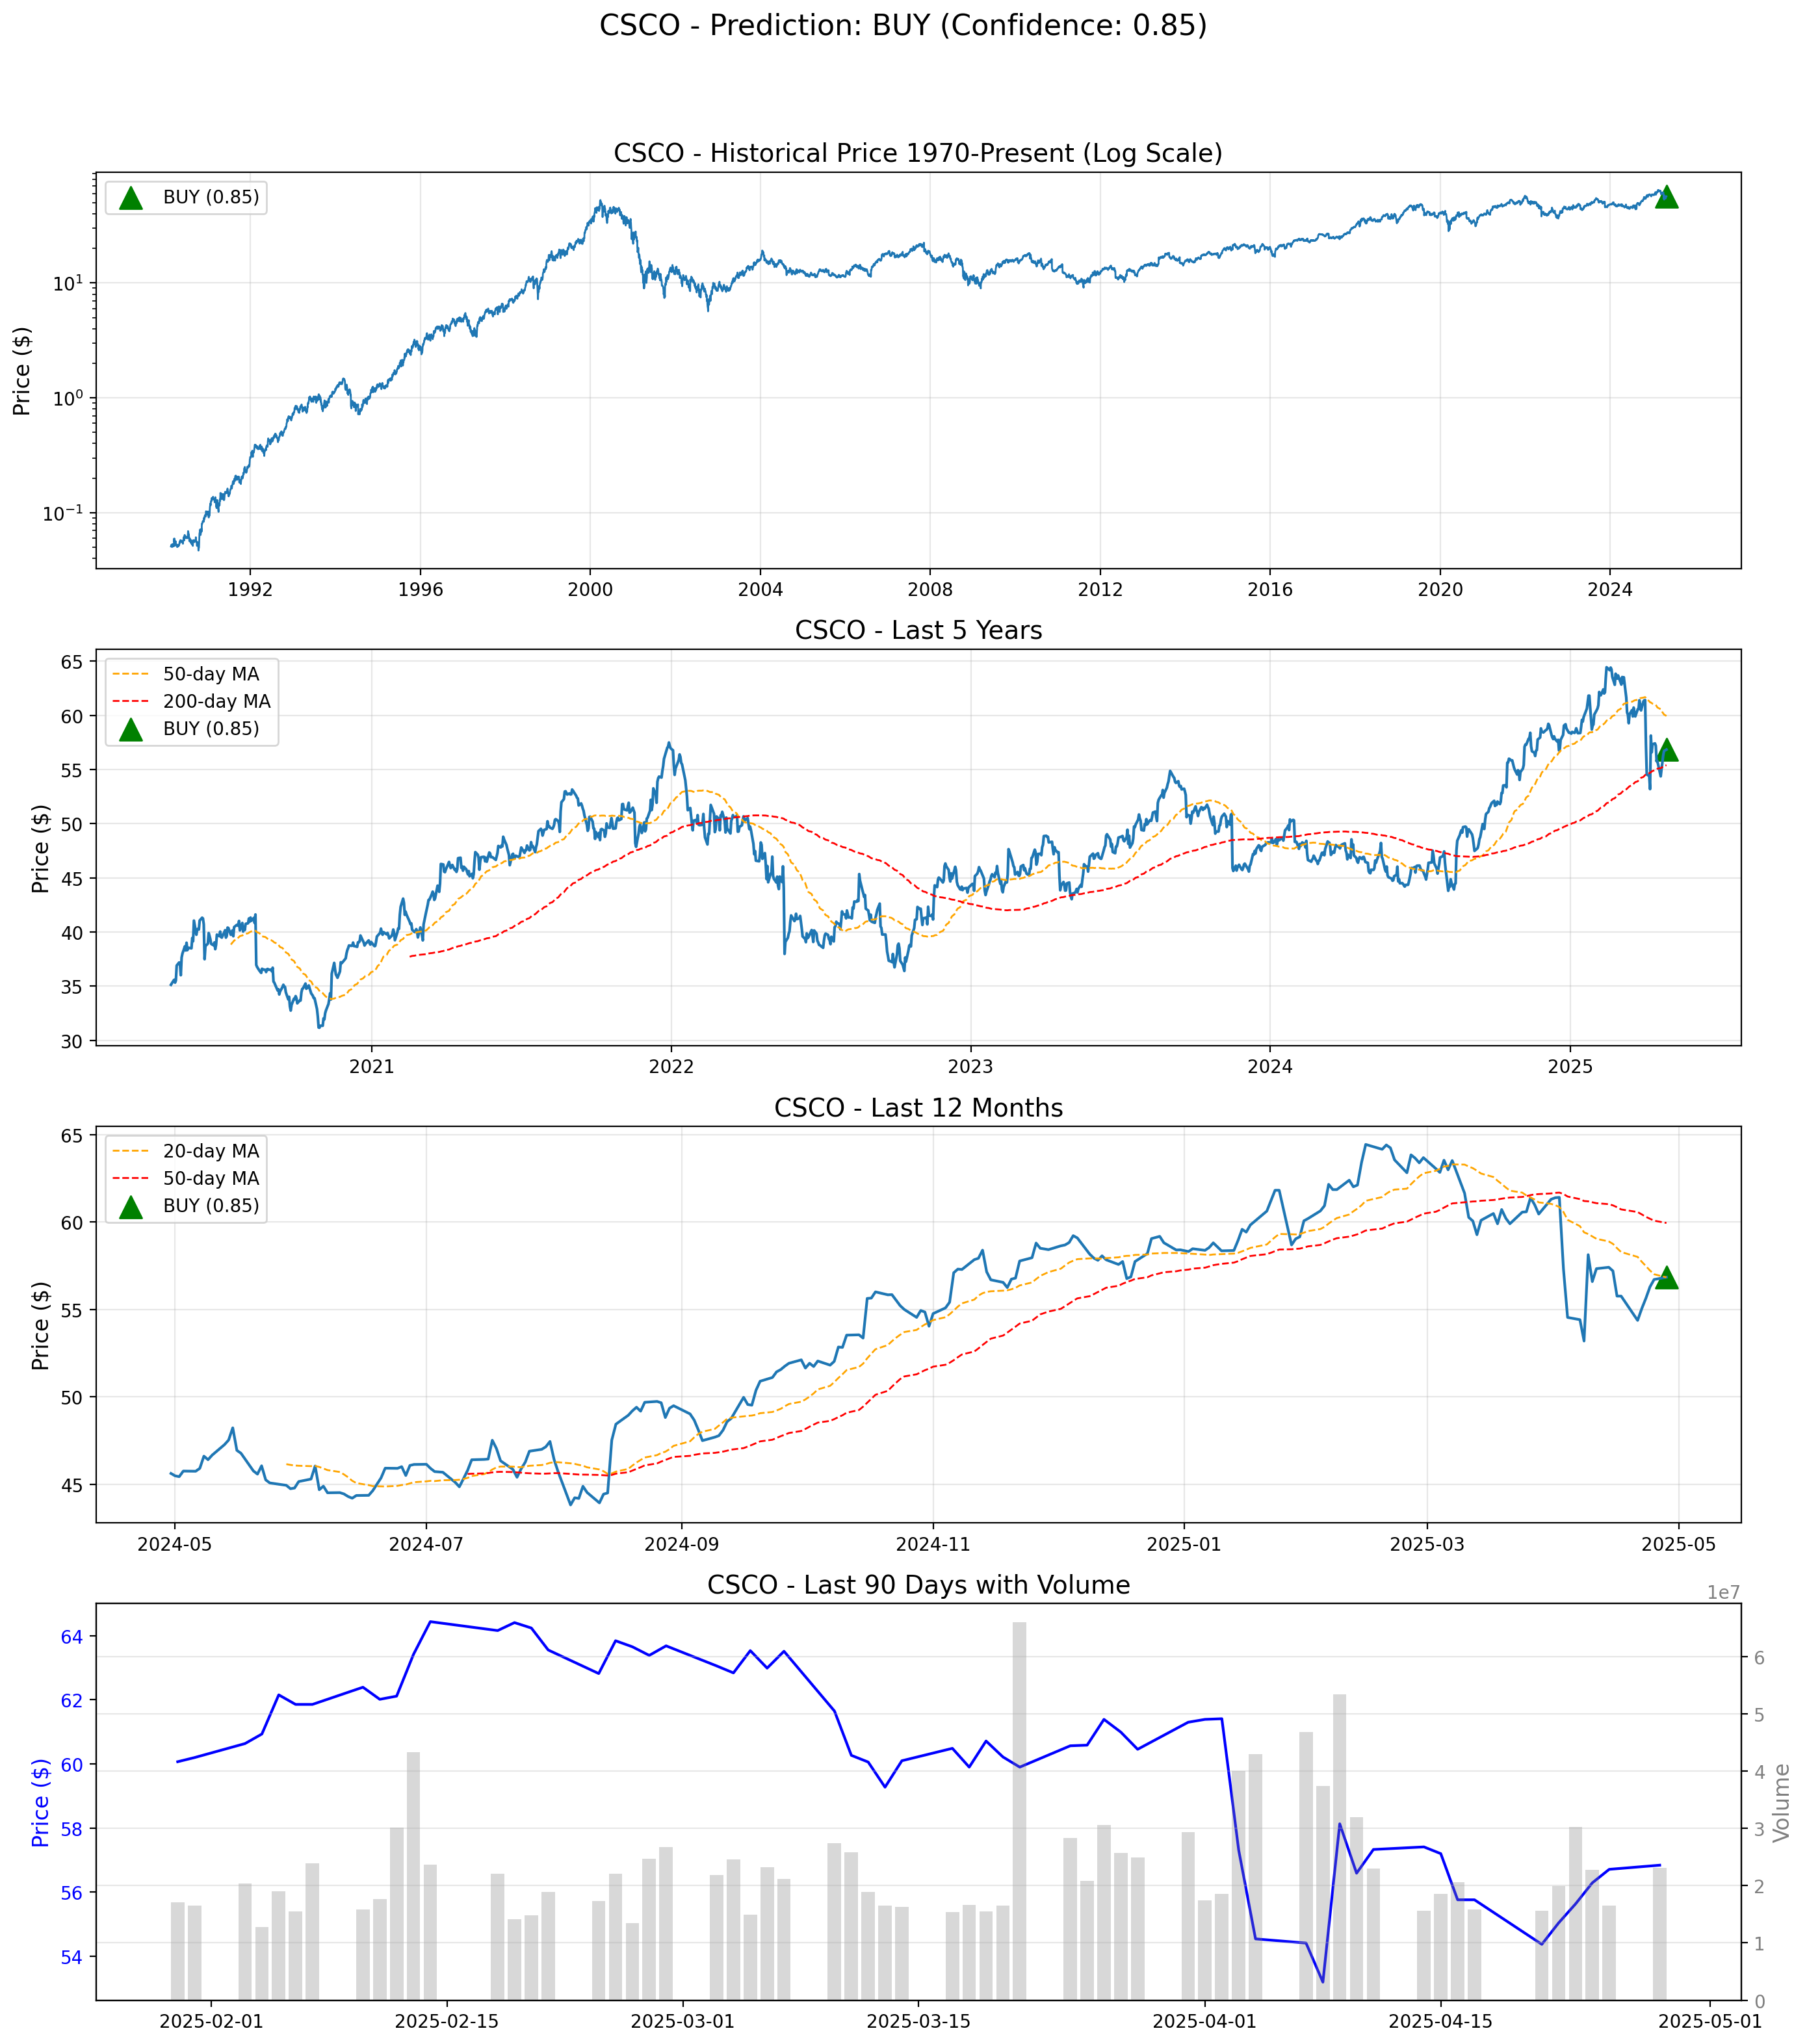 CSCO - Prediction: BUY (Confidence: 0.85)
CSCO - Historical Price 1970-Present (Log Scale)
BUY (0.85)
Price ($)
10¹
10⁰
10⁻¹
1992 1996 2000 2004 2008 2012 2016 2020 2024
CSCO - Last 5 Years
50-day MA
200-day MA
BUY (0.85)
Price ($)
65
60
55
50
45
40
35
30
2021 2022 2023 2024 2025
CSCO - Last 12 Months
20-day MA
50-day MA
BUY (0.85)
Price ($)
65
60
55
50
45
2024-05 2024-07 2024-09 2024-11 2025-01 2025-03 2025-05
CSCO - Last 90 Days with Volume
1e7
Price ($)
64
62
60
58
56
54
6
5
4
3
2
1
0
Volume
2025-02-01 2025-02-15 2025-03-01 2025-03-15 2025-04-01 2025-04-15 2025-05-01